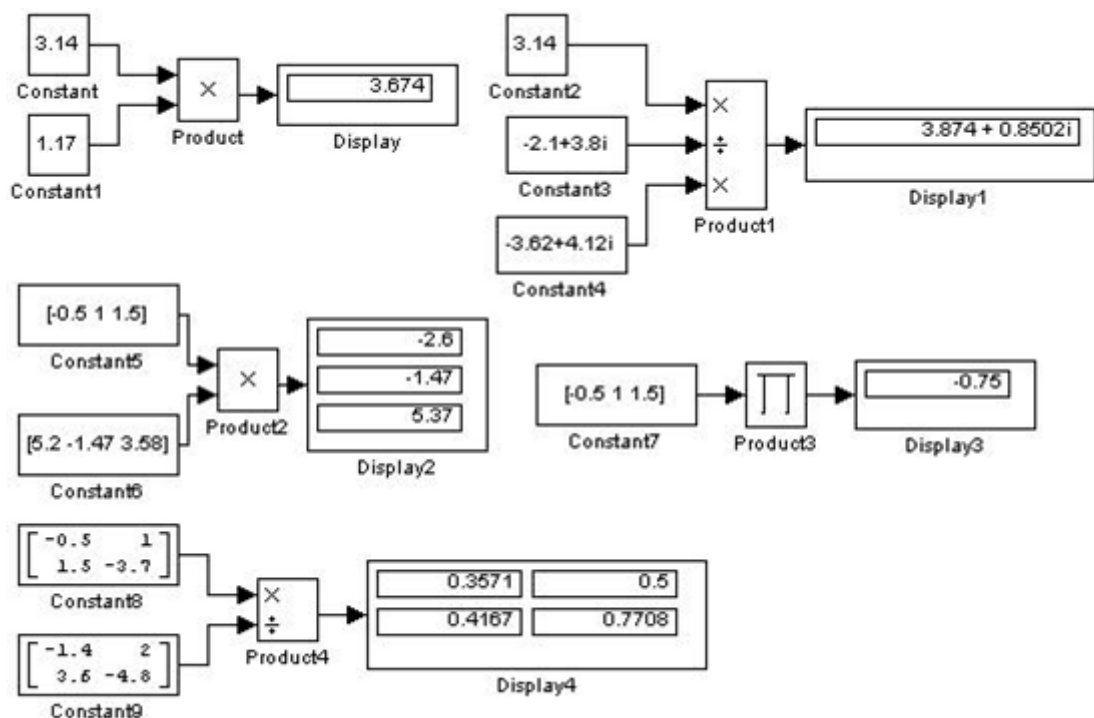 3.14
Constant
1.17
Constant1
×
Product
3.674
Display
3.14
Constant2
-2.1+3.8i
Constant3
-3.62+4.12i
Constant4
×
÷
×
Product1
3.874 + 0.8502i
Display1
[-0.5 1 1.5]
Constant5
[5.2 -1.47 3.58]
Constant6
×
Product2
-2.6
-1.47
5.37
Display2
[-0.5 1 1.5]
Constant7
∏
Product3
-0.75
Display3
-0.5 1
1.5 -3.7
Constant8
-1.4 2
3.6 -4.8
Constant9
×
÷
Product4
0.3571 0.5
0.4167 0.7708
Display4